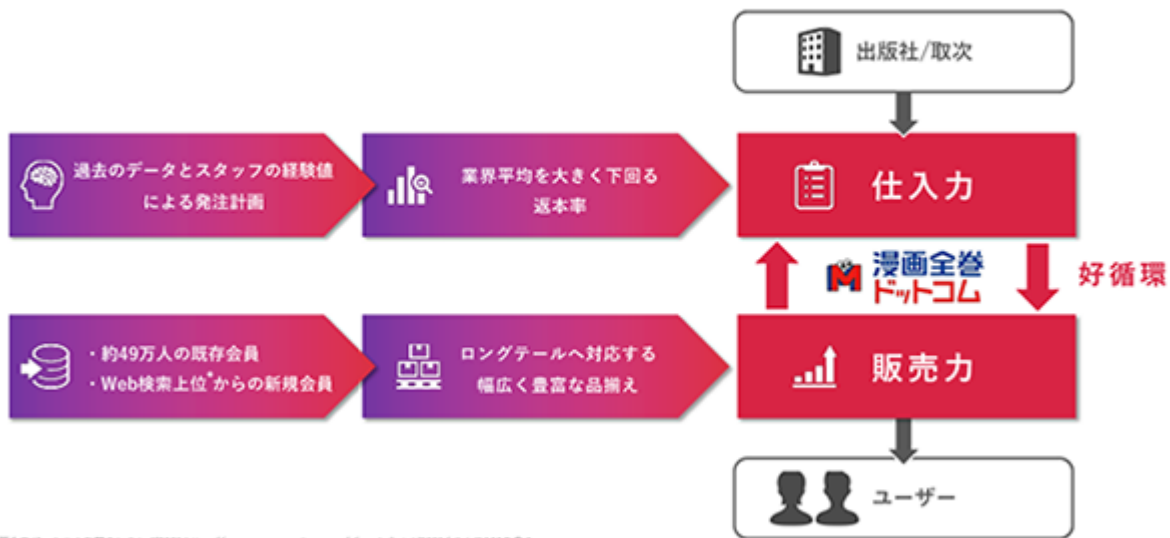 出版社/取次
過去のデータとスタッフの経験値
による発注計画
業界平均を大きく下回る
返本率
仕入力
漫画全巻
ドットコム
好循環
・約49万人の既存会員
・Web検索上位*からの新規会員
ロングテールへ対応する
幅広く豊富な品揃え
販売力
ユーザー